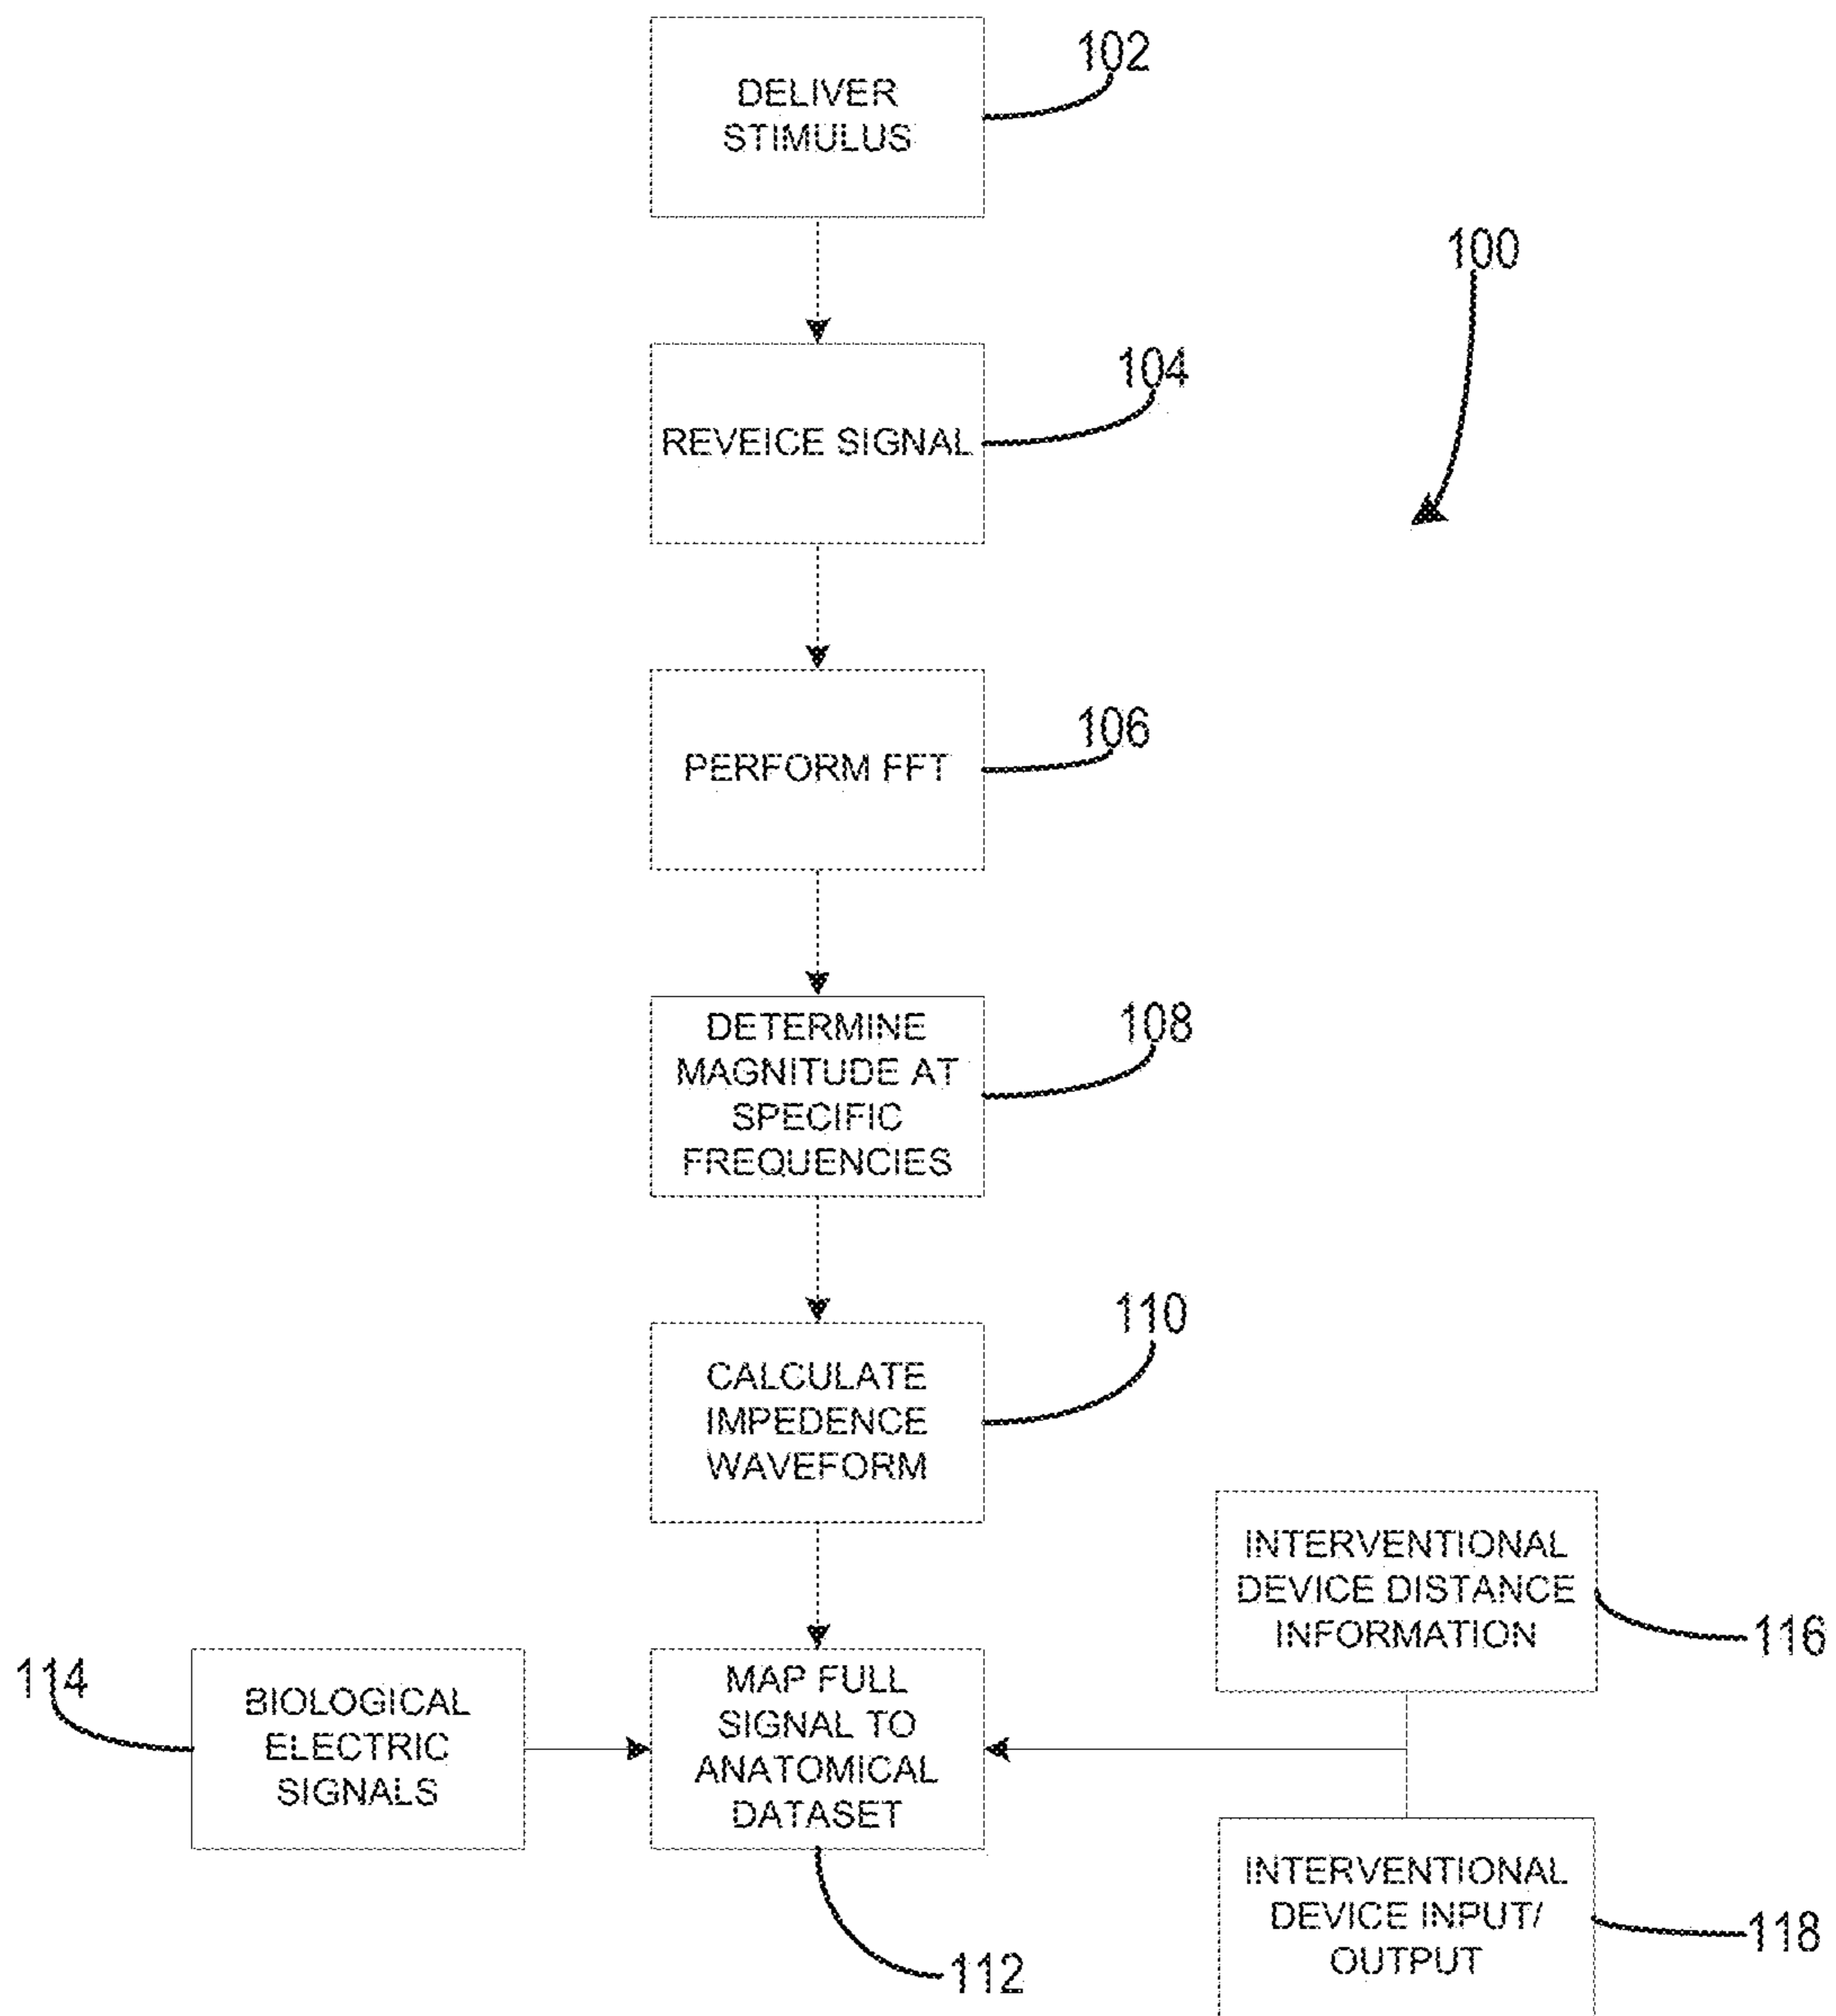 DELIVER
STIMULUS
102
100
REVEICE SIGNAL
104
PERFORM FFT
106
DETERMINE
MAGNITUDE AT
SPECIFIC
FREQUENCIES
108
CALCULATE
IMPEDENCE
WAVEFORM
110
114
BIOLOGICAL
ELECTRIC
SIGNALS
MAP FULL
SIGNAL TO
ANATOMICAL
DATASET
112
INTERVENTIONAL
DEVICE DISTANCE
INFORMATION
116
INTERVENTIONAL
DEVICE INPUT/
OUTPUT
118